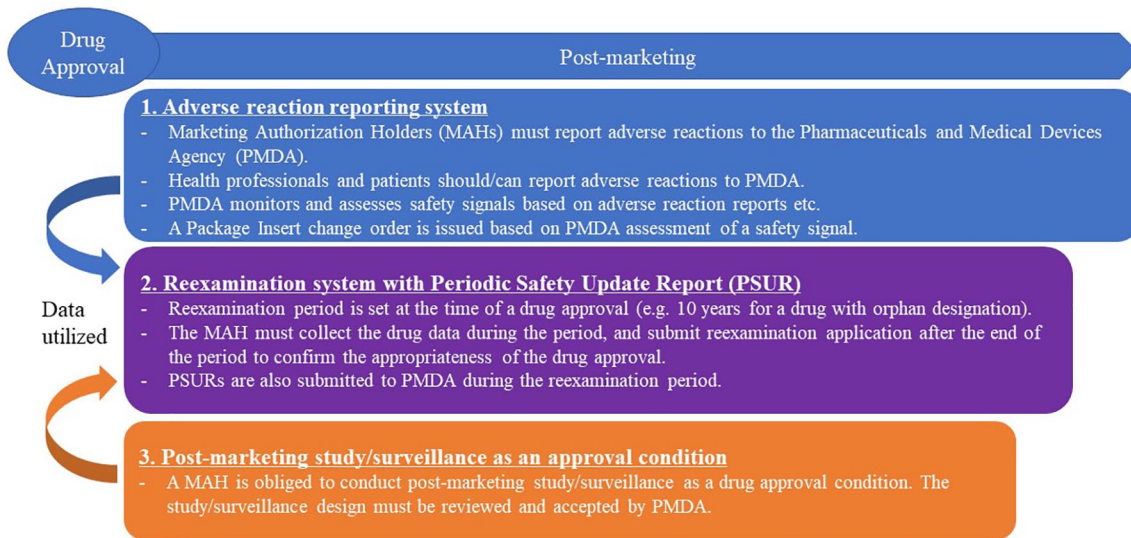 Drug
Approval
Post-marketing
1. Adverse reaction reporting system
- Marketing Authorization Holders (MAHs) must report adverse reactions to the Pharmaceuticals and Medical Devices
Agency (PMDA).
- Health professionals and patients should/can report adverse reactions to PMDA.
- PMDA monitors and assesses safety signals based on adverse reaction reports etc.
- A Package Insert change order is issued based on PMDA assessment of a safety signal.
2. Reexamination system with Periodic Safety Update Report (PSUR)
- Reexamination period is set at the time of a drug approval (e.g. 10 years for a drug with orphan designation).
- The MAH must collect the drug data during the period, and submit reexamination application after the end of
the period to confirm the appropriateness of the drug approval.
- PSURs are also submitted to PMDA during the reexamination period.
Data
utilized
3. Post-marketing study/surveillance as an approval condition
- A MAH is obliged to conduct post-marketing study/surveillance as a drug approval condition. The
study/surveillance design must be reviewed and accepted by PMDA.